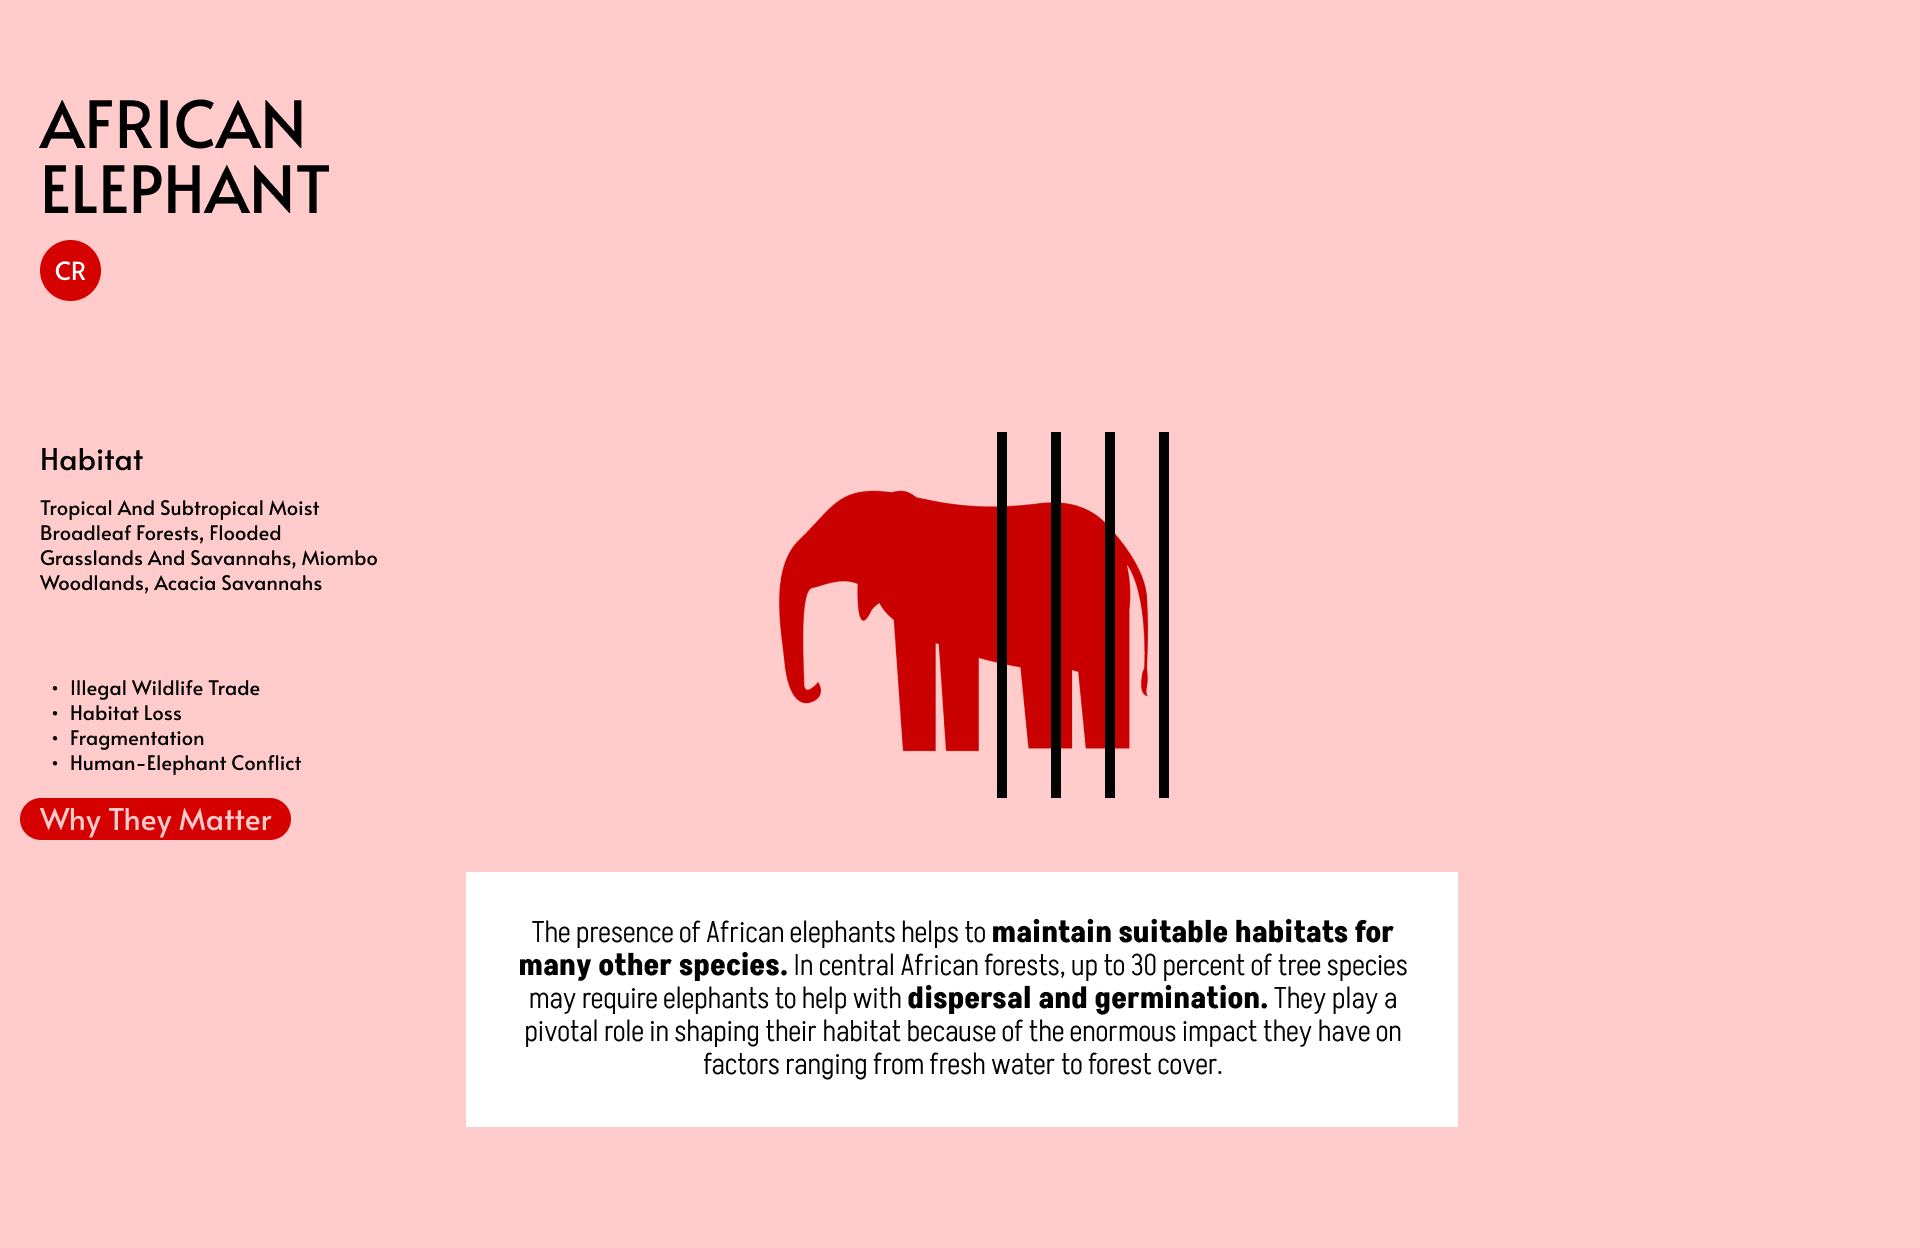 AFRICAN
ELEPHANT
CR
Habitat
Tropical And Subtropical Moist
Broadleaf Forests, Flooded
Grasslands And Savannahs, Miombo
Woodlands, Acacia Savannahs
• Illegal Wildlife Trade
• Habitat Loss
• Fragmentation
• Human-Elephant Conflict
Why They Matter
The presence of African elephants helps to maintain suitable habitats for
many other species. In central African forests, up to 30 percent of tree species
may require elephants to help with dispersal and germination. They play a
pivotal role in shaping their habitat because of the enormous impact they have on
factors ranging from fresh water to forest cover.